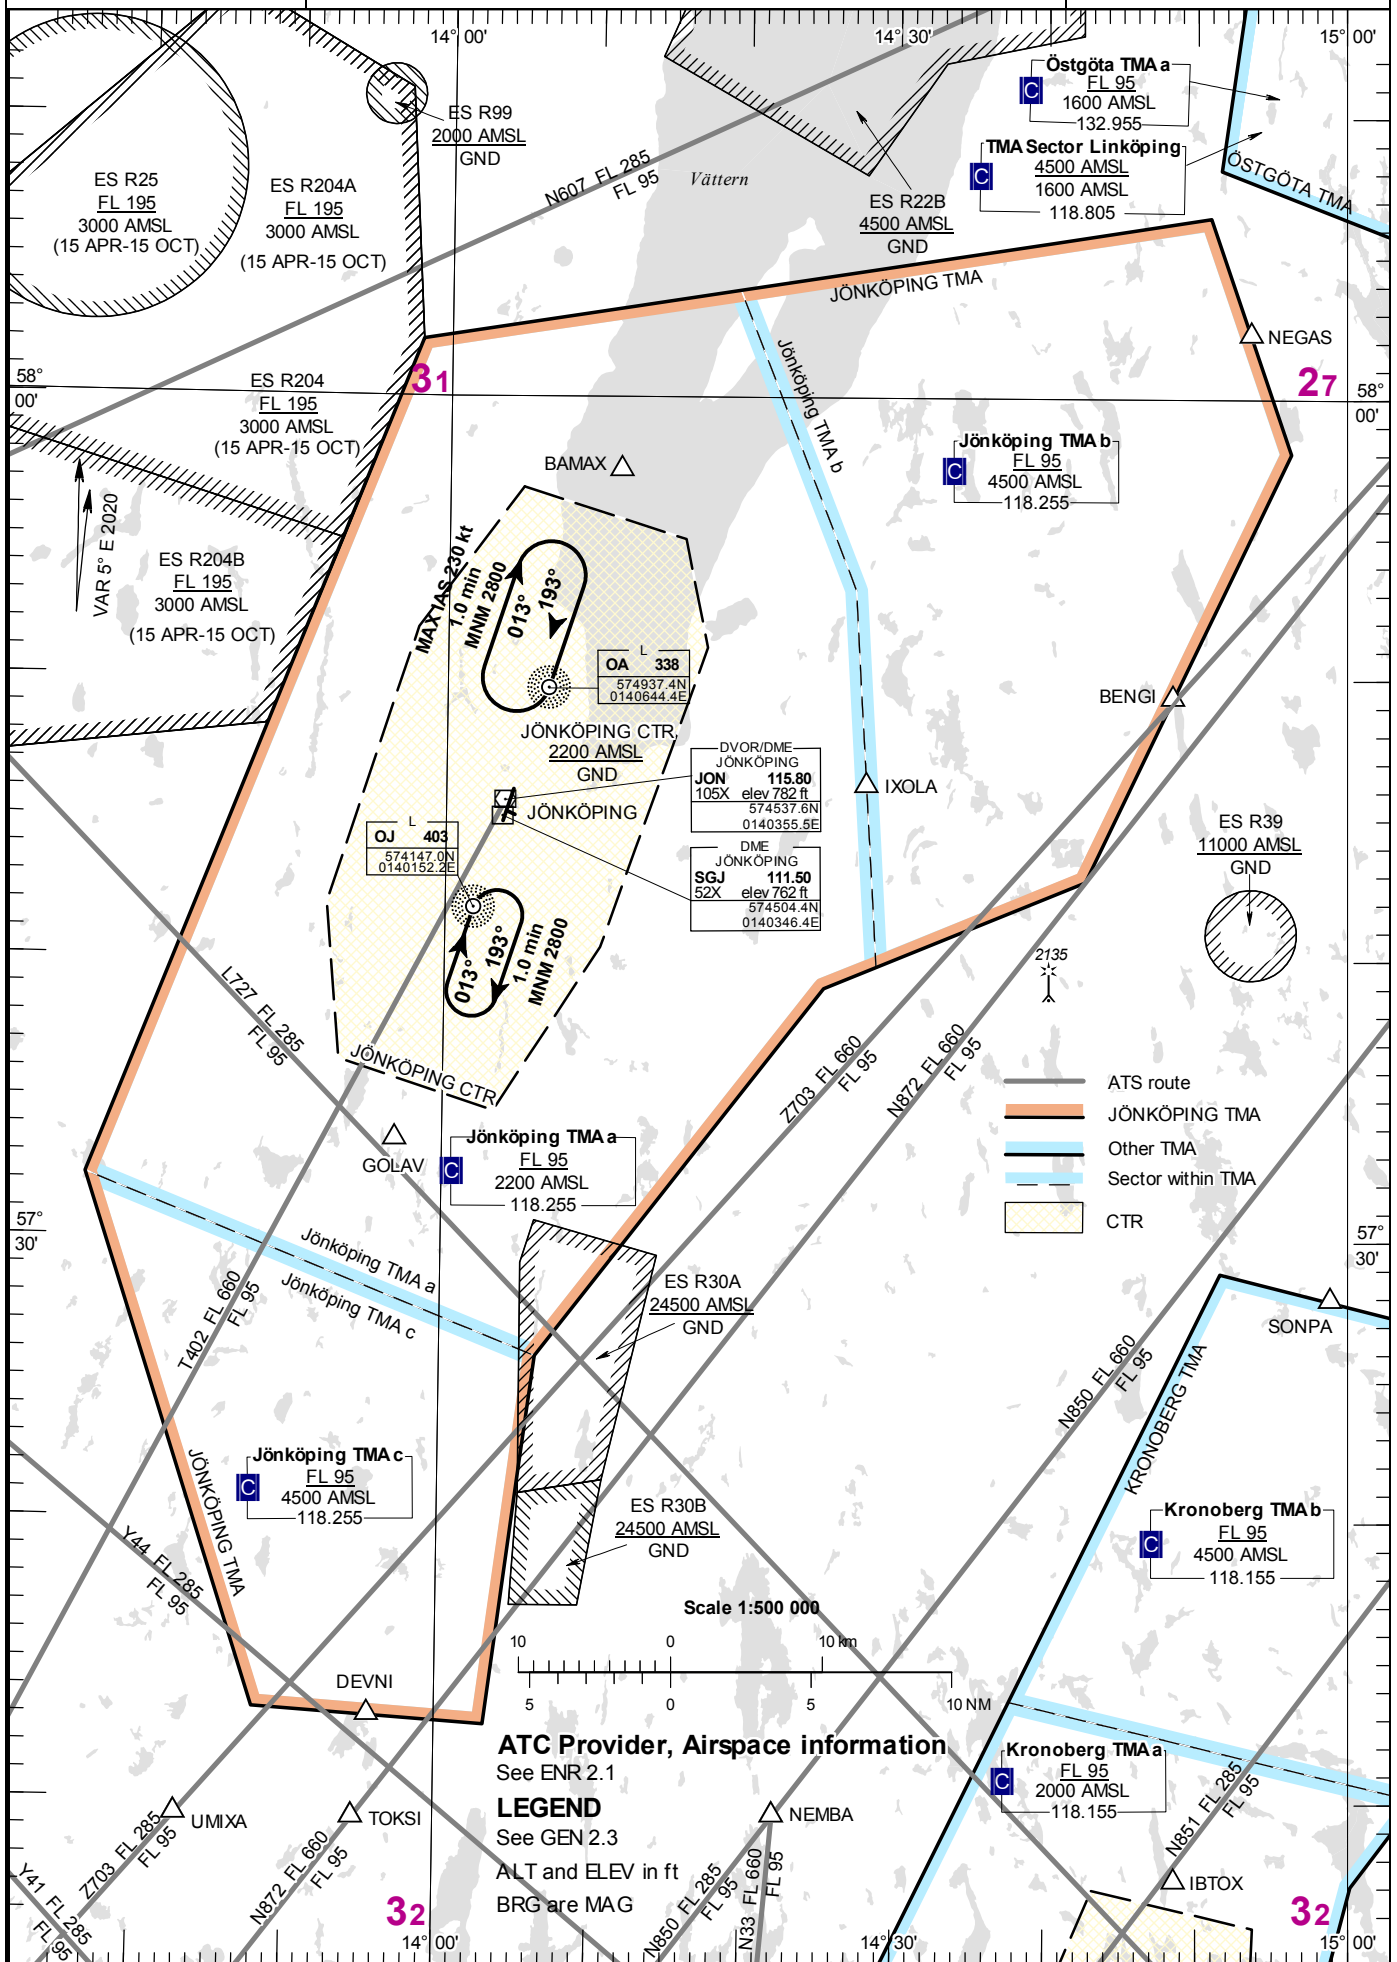 14° 00'
14° 30'
15° 00'
Östgöta TMA a
C
FL 95
1600 AMSL
132.955
TMA Sector Linköping
C
4500 AMSL
1600 AMSL
118.805
ÖSTGÖTA TMA
ES R99
2000 AMSL
GND
N607 FL 285
FL 95
Vättern
ES R22B
4500 AMSL
GND
ES R25
FL 195
3000 AMSL
(15 APR-15 OCT)
ES R204A
FL 195
3000 AMSL
(15 APR-15 OCT)
JÖNKÖPING TMA
NEGAS
58°
00'
31
27
58°
00'
ES R204
FL 195
3000 AMSL
(15 APR-15 OCT)
Jönköping TMA b
Jönköping TMA b
C
FL 95
4500 AMSL
118.255
BAMAX
VAR 5° E 2020
ES R204B
FL 195
3000 AMSL
(15 APR-15 OCT)
MAX IAS 230 kt
1.0 min
MNM 2800
013°
193°
L
OA 338
574937.4N
0140644.4E
JÖNKÖPING CTR
2200 AMSL
GND
BENGI
IXOLA
DVOR/DME
JÖNKÖPING
JON 115.80
105X elev 782 ft
574537.6N
0140355.5E
JÖNKÖPING
L
OJ 403
574147.0N
0140152.2E
DME
JÖNKÖPING
SGJ 111.50
52X elev 762 ft
574504.4N
0140346.4E
ES R39
11000 AMSL
GND
013°
193°
1.0 min
MNM 2800
2135
L727 FL 285
FL 95
JÖNKÖPING CTR
Z703 FL 660
FL 95
N872 FL 660
FL 95
ATS route
JÖNKÖPING TMA
Other TMA
Sector within TMA
CTR
GOLAV
Jönköping TMA a
C
FL 95
2200 AMSL
118.255
57°
30'
57°
30'
Jönköping TMA a
Jönköping TMA c
T402 FL 660
FL 95
ES R30A
24500 AMSL
GND
SONPA
N850 FL 660
FL 95
KRONOBERG TMA
JÖNKÖPING TMA
Jönköping TMA c
C
FL 95
4500 AMSL
118.255
ES R30B
24500 AMSL
GND
Kronoberg TMA b
C
FL 95
4500 AMSL
118.155
Y44 FL 285
FL 95
Scale 1:500 000
10 0 10 km
5 0 5 10 NM
DEVNI
ATC Provider, Airspace information
See ENR 2.1
LEGEND
See GEN 2.3
ALT and ELEV in ft
BRG are MAG
Kronoberg TMA a
C
FL 95
2000 AMSL
118.155
UMIXA
TOKSI
NEMBA
Z703 FL 285
FL 95
N872 FL 660
FL 95
N850 FL 285
FL 95
N33 FL 660
FL 95
N851 FL 285
FL 95
IBTOX
Y41 FL 285
FL 95
32
32
14° 00'
14° 30'
15° 00'